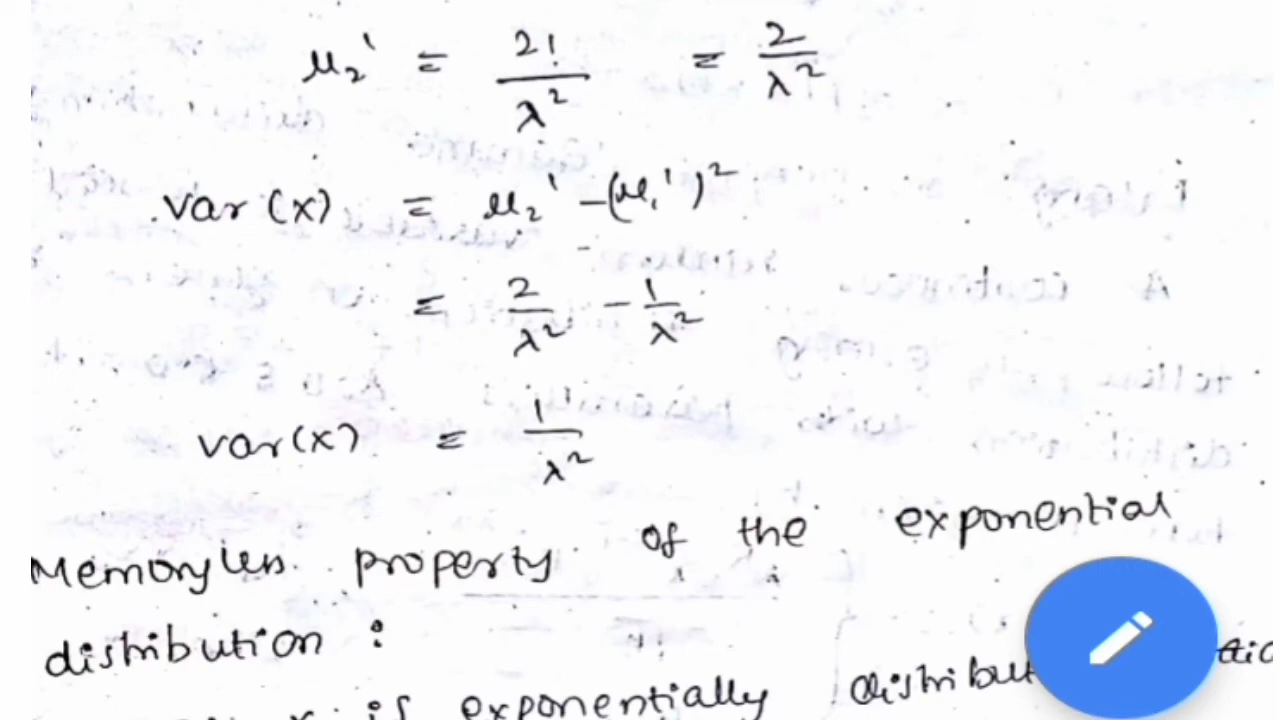 μ₂' = 2!/λ² = 2/λ²
var(x) = μ₂' - (μ₁')²
= 2/λ² - 1/λ²
var(x) = 1/λ²
Memoryless property of the exponential
distribution :
x is exponentially